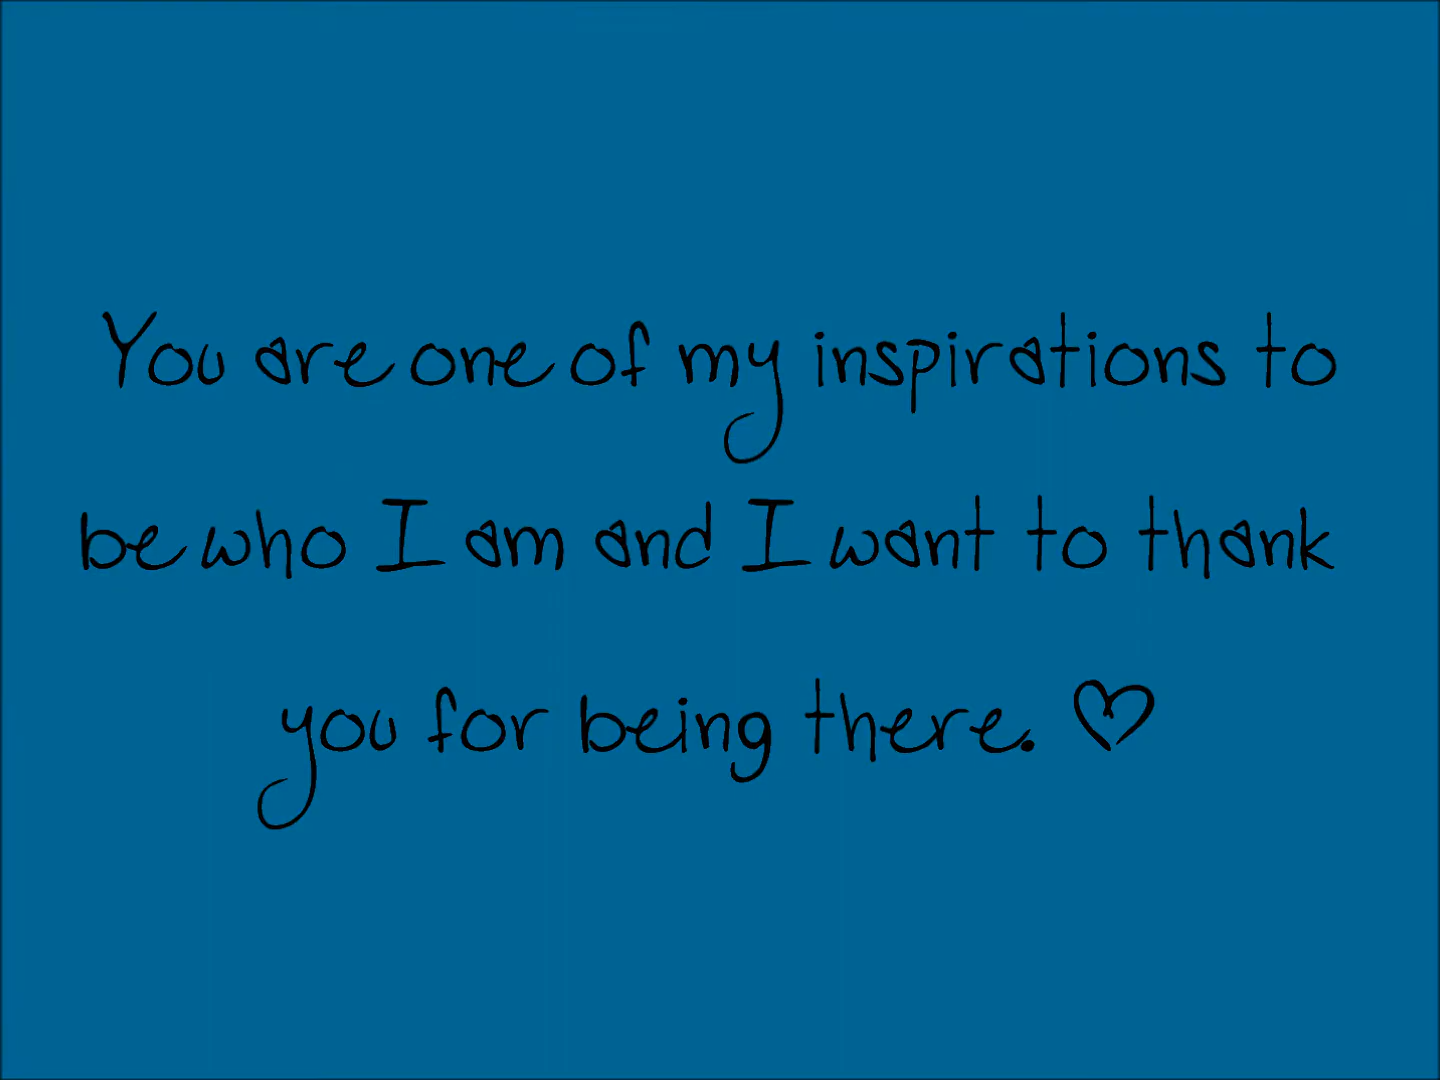 You are one of my inspirations to
be who I am and I want to thank
you for being there. ♡